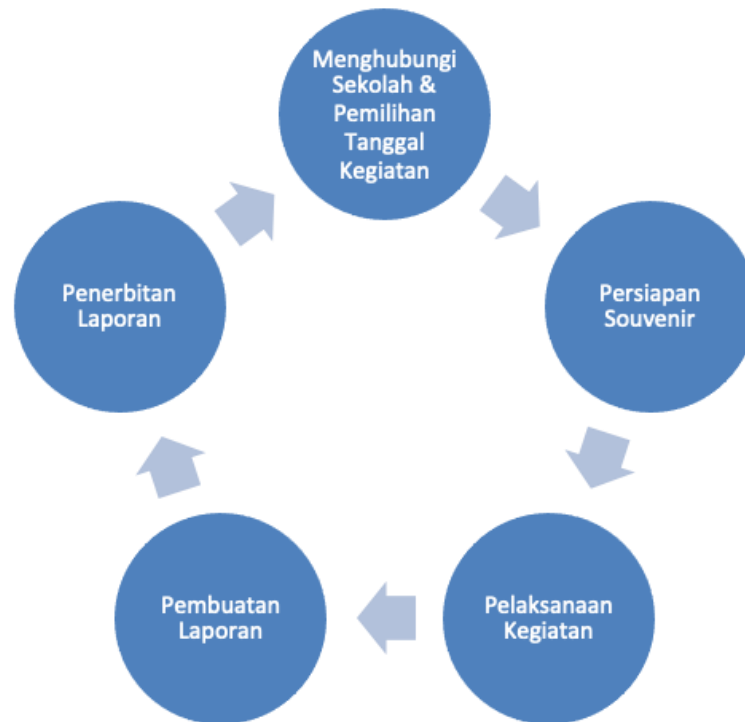 Menghubungi
Sekolah &
Pemilihan
Tanggal
Kegiatan
Persiapan
Souvenir
Pelaksanaan
Kegiatan
Pembuatan
Laporan
Penerbitan
Laporan